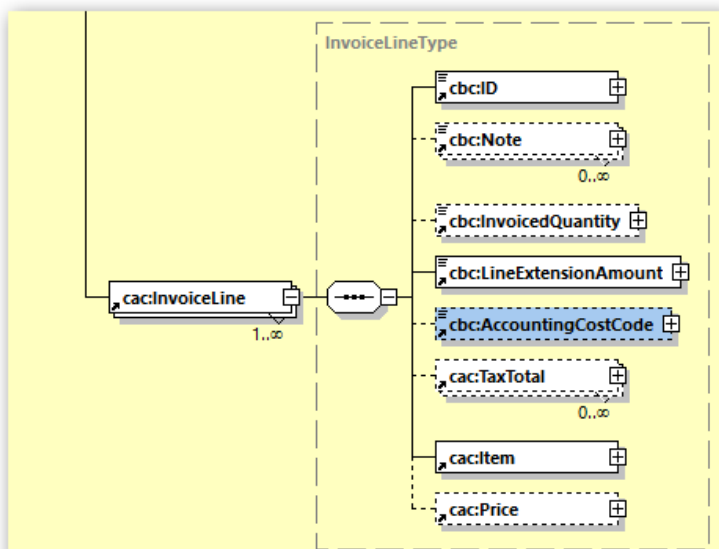 InvoiceLineType
cbc:ID
cbc:Note
0..∞
cbc:InvoicedQuantity
cbc:LineExtensionAmount
cac:InvoiceLine
1..∞
cbc:AccountingCostCode
cac:TaxTotal
0..∞
cac:Item
cac:Price